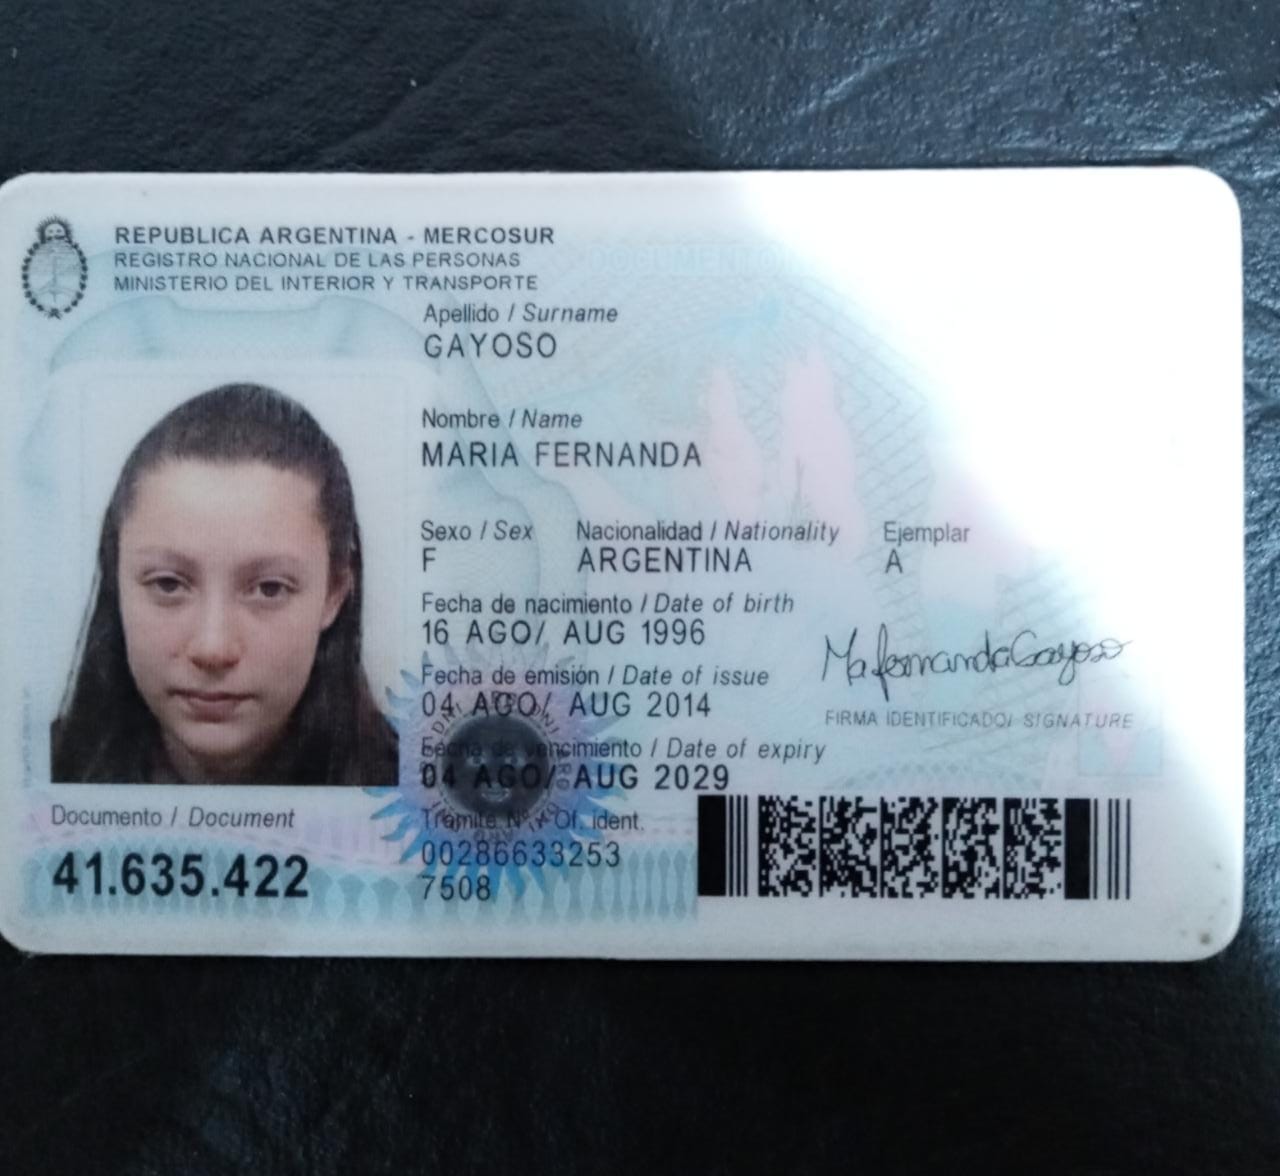 REPUBLICA ARGENTINA - MERCOSUR
REGISTRO NACIONAL DE LAS PERSONAS
MINISTERIO DEL INTERIOR Y TRANSPORTE
DOCUMENTO
Apellido / Surname
GAYOSO
Nombre / Name
MARIA FERNANDA
Sexo / Sex Nacionalidad / Nationality Ejemplar
F ARGENTINA A
Fecha de nacimiento / Date of birth
16 AGO/ AUG 1996
Fecha de emisión / Date of issue
04 AGO/ AUG 2014
Fecha de vencimiento / Date of expiry
04 AGO/ AUG 2029
Ma fernanda Gayoso
FIRMA IDENTIFICADO/ SIGNATURE
Documento / Document
41.635.422
Trámite Nº / Of. ident.
00286633253
7508